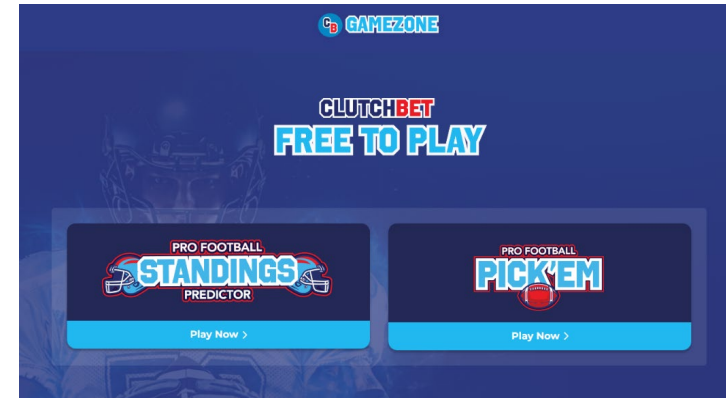 CB GAMEZONE
CLUTCHBET
FREE TO PLAY
PRO FOOTBALL
STANDINGS
PREDICTOR
Play Now >
PRO FOOTBALL
PICK'EM
Play Now >